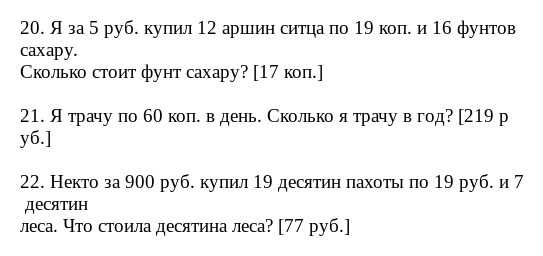 20. Я за 5 руб. купил 12 аршин ситца по 19 коп. и 16 фунтов
сахару.
Сколько стоит фунт сахару? [17 коп.]
21. Я трачу по 60 коп. в день. Сколько я трачу в год? [219 р
уб.]
22. Некто за 900 руб. купил 19 десятин пахоты по 19 руб. и 7
десятин
леса. Что стоила десятина леса? [77 руб.]